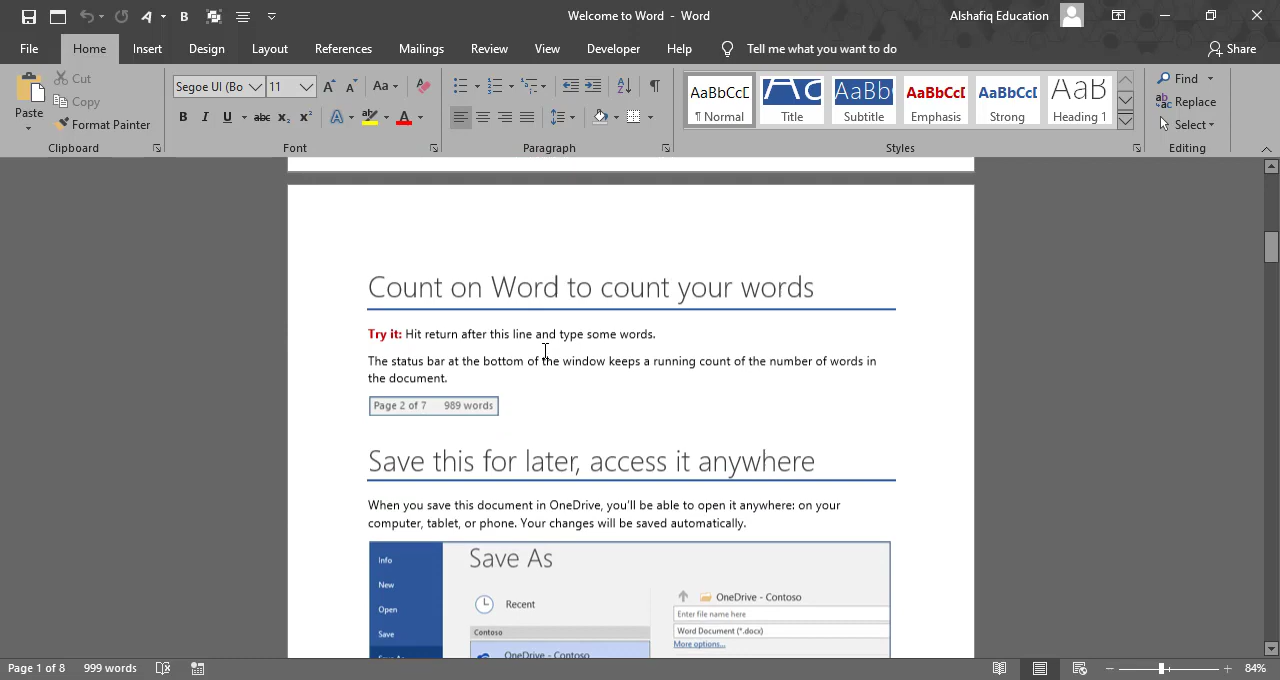 Welcome to Word - Word
Alshafiq Education
File Home Insert Design Layout References Mailings Review View Developer Help Tell me what you want to do Share
Paste
Cut
Copy
Format Painter
Clipboard
Segoe UI (Bo 11
Font
Paragraph
AaBbCcD AaB AaBb AaBbCcD AaBbCcD AaB
¶ Normal Title Subtitle Emphasis Strong Heading 1
Styles
Find
Replace
Select
Editing
Count on Word to count your words
Try it: Hit return after this line and type some words.
The status bar at the bottom of the window keeps a running count of the number of words in
the document.
Page 2 of 7 989 words
Save this for later, access it anywhere
When you save this document in OneDrive, you'll be able to open it anywhere: on your
computer, tablet, or phone. Your changes will be saved automatically.
Info
New
Open
Save
Save As
Recent
Contoso
OneDrive - Contoso
OneDrive - Contoso
Enter file name here
Word Document (*.docx)
More options...
Page 1 of 8 999 words 84%